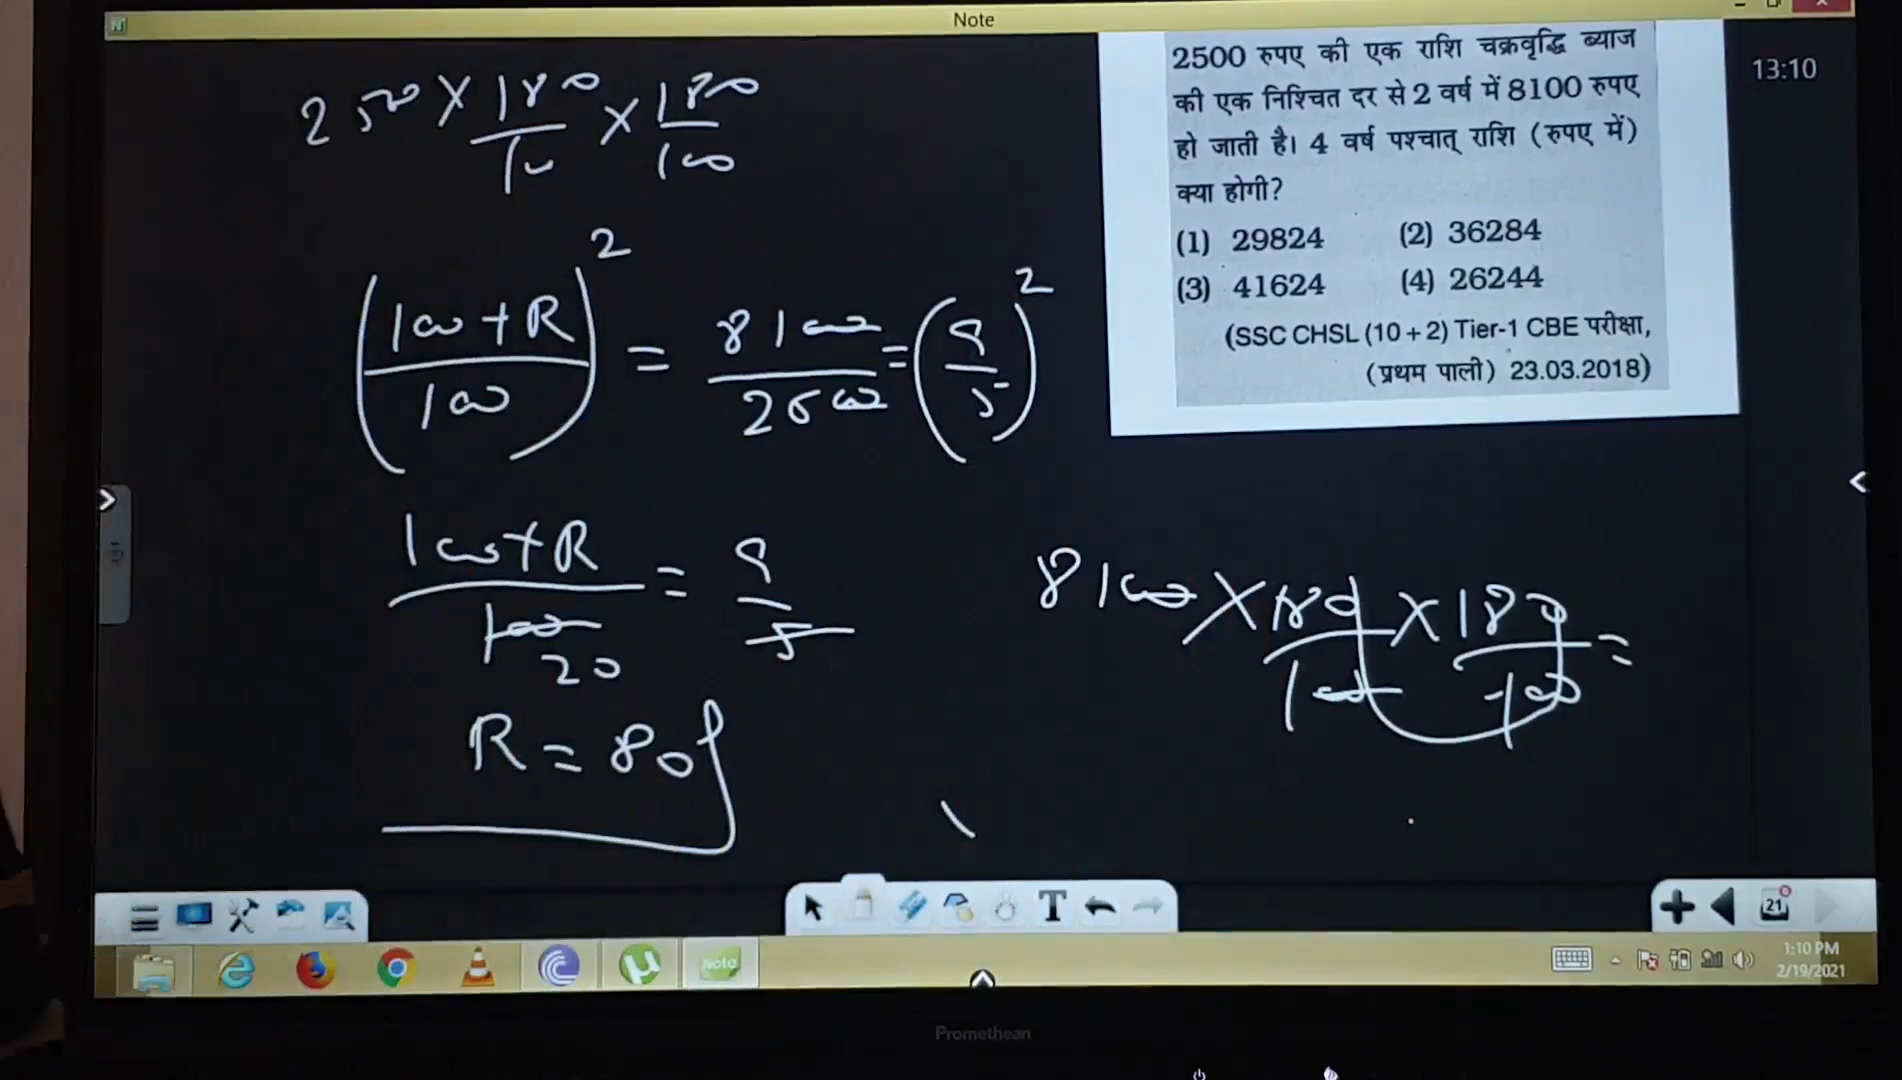 Note
2500 × 180/100 × 180/100
((100+R)/100)² = 8100/2500 = (9/5)²
(100+R)/100 = 9/5
20
R = 80%
2500 रुपए की एक राशि चक्रवृद्धि ब्याज
की एक निश्चित दर से 2 वर्ष में 8100 रुपए
हो जाती है। 4 वर्ष पश्चात् राशि (रुपए में)
क्या होगी?
(1) 29824 (2) 36284
(3) 41624 (4) 26244
(SSC CHSL (10 + 2) Tier-1 CBE परीक्षा,
(प्रथम पाली) 23.03.2018)
13:10
8100 × 180/100 × 180/100 =
T
21
Note
1:10 PM
2/19/2021
Promethean